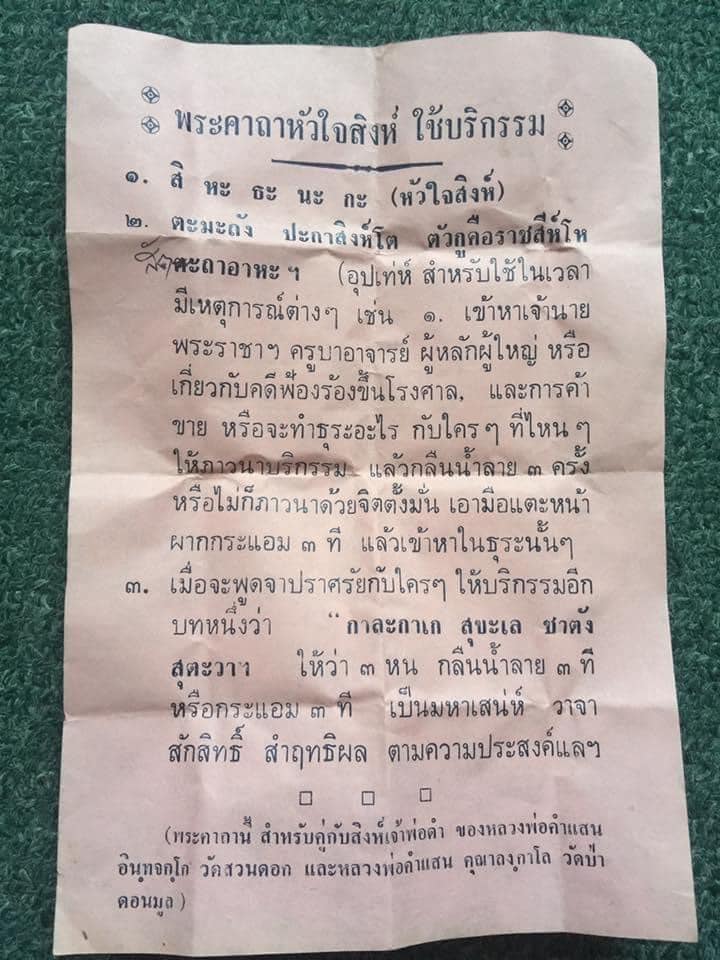 พระคาถาหัวใจสิงห์ ใช้บริกรรม
๑. สิ หะ ธะ นะ กะ (หัวใจสิงห์)
๒. ตะมะถัง ปะกาสิงห์โต ตัวกูคือราชสีห์โห
สัตะถาอาหะฯ (อุปเท่ห์ สำหรับใช้ในเวลา
มีเหตุการณ์ต่างๆ เช่น ๑. เข้าหาเจ้านาย
พระราชาฯ ครูบาอาจารย์ ผู้หลักผู้ใหญ่ หรือ
เกี่ยวกับคดีฟ้องร้องขึ้นโรงศาล, และการค้า
ขาย หรือจะทำธุระอะไร กับใครๆ ที่ไหนๆ
ให้ภาวนาบริกรรม แล้วกลืนน้ำลาย ๓ ครั้ง
หรือไม่ก็ภาวนาด้วยจิตตั้งมั่น เอามือแตะหน้า
ผากกระแอม ๓ ที แล้วเข้าหาในธุระนั้นๆ
๓. เมื่อจะพูดจาปราศรัยกับใครๆ ให้บริกรรมอีก
บทหนึ่งว่า "กาละกาเก สุขะเล ชาตัง
สุตะวาฯ ให้ว่า ๓ หน กลืนน้ำลาย ๓ ที
หรือกระแอม ๓ ที เป็นมหาเสน่ห์ วาจา
สักสิทธิ์ สำฤทธิผล ตามความประสงค์แลฯ
(พระคาถานี้ สำหรับคู่กับสิงห์เจ้าพ่อดำ ของหลวงพ่อคำแสน
อินฺทจกฺโก วัดสวนดอก และหลวงพ่อคำแสน คุณาลงฺกาโล วัดป่า
ดอนมูล)